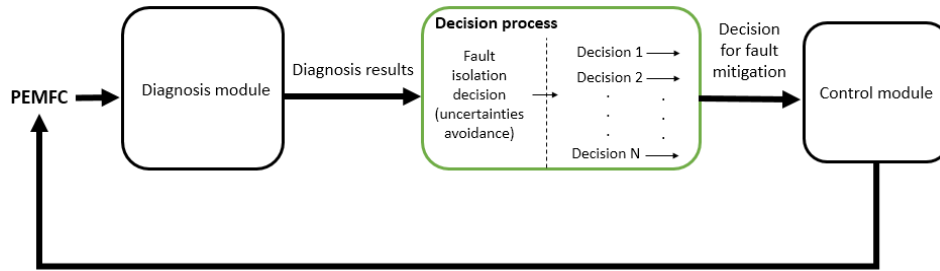 PEMFC
Diagnosis module
Diagnosis results
Decision process
Fault
isolation
decision
(uncertainties
avoidance)
Decision 1
Decision 2
Decision N
Decision
for fault
mitigation
Control module